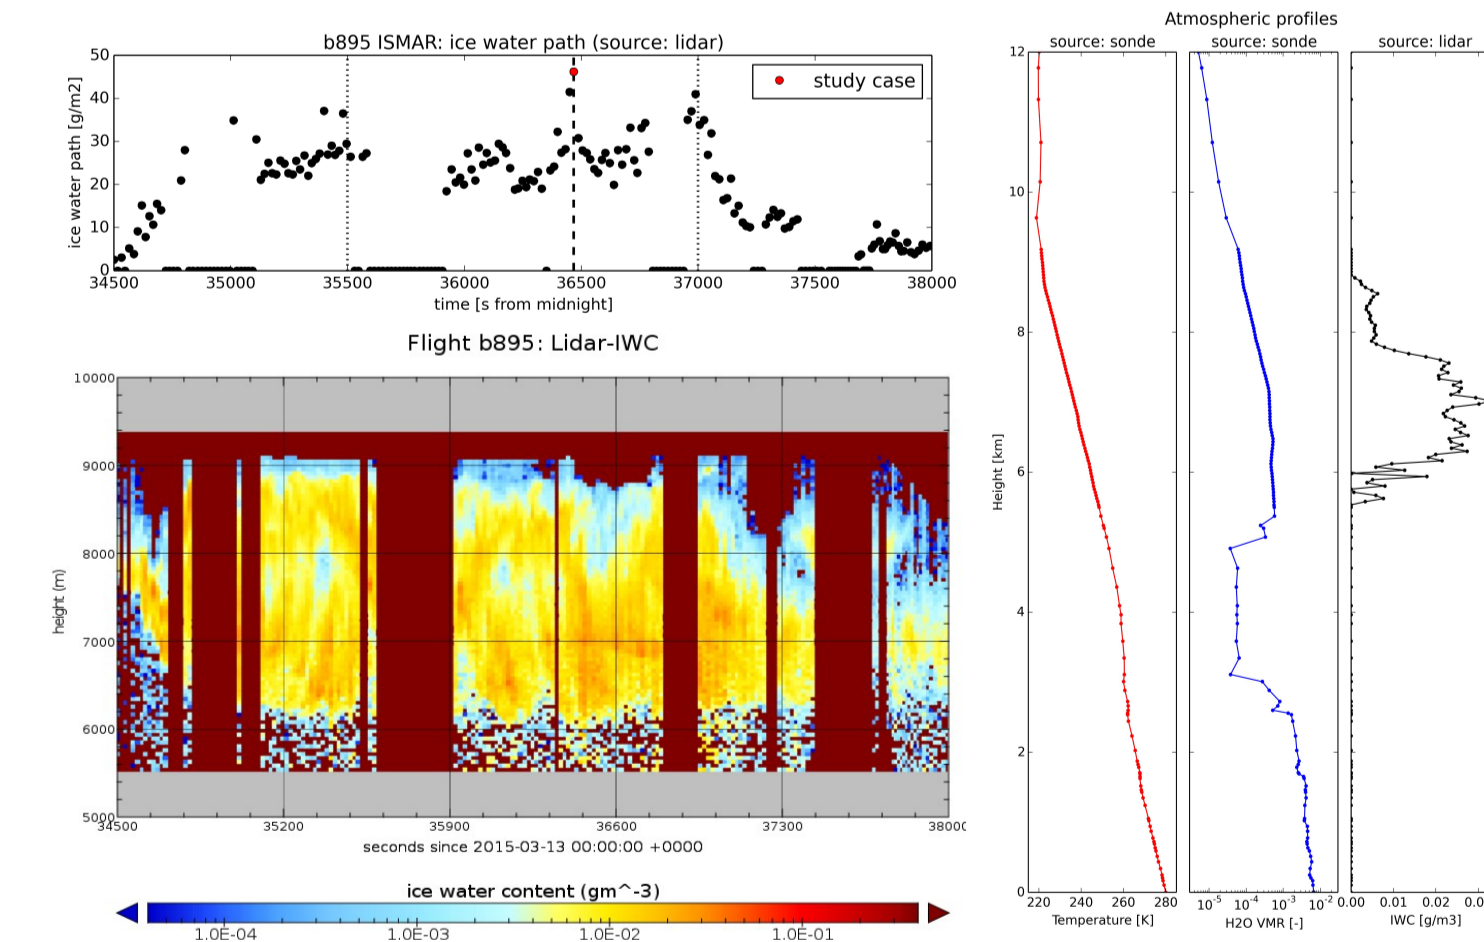 b895 ISMAR: ice water path (source: lidar)
ice water path [g/m2]
50
40
30
20
10
0
study case
34500 35000 35500 36000 36500 37000 37500 38000
time [s from midnight]
Flight b895: Lidar-IWC
height (m)
10000
9000
8000
7000
6000
5000
34500 35200 35900 36600 37300 38000
seconds since 2015-03-13 00:00:00 +0000
ice water content (gm^-3)
1.0E-04 1.0E-03 1.0E-02 1.0E-01
Atmospheric profiles
source: sonde source: sonde source: lidar
Height [km]
12
10
8
6
4
2
0
220 240 260 280
Temperature [K]
10-5 10-4 10-3 10-2
H2O VMR [-]
0.00 0.01 0.02 0.0
IWC [g/m3]